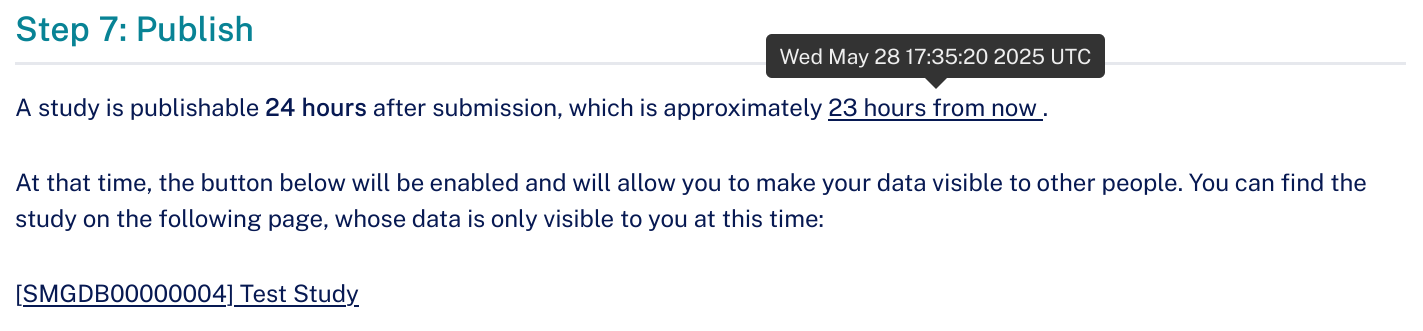 Step 7: Publish
Wed May 28 17:35:20 2025 UTC
A study is publishable 24 hours after submission, which is approximately 23 hours from now .
At that time, the button below will be enabled and will allow you to make your data visible to other people. You can find the
study on the following page, whose data is only visible to you at this time:
[SMGDB00000004] Test Study